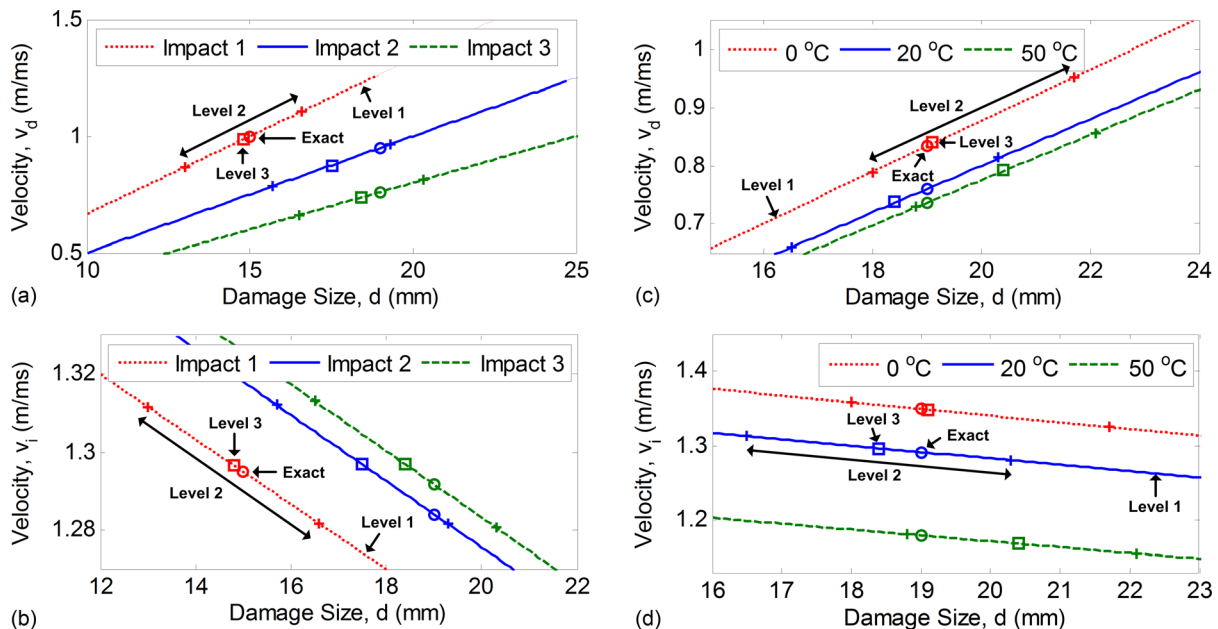 1.5
Impact 1
Impact 2
Impact 3
Level 2
Level 1
1
Exact
Level 3
0.5
10
15
20
25
Velocity, v_d (m/ms)
Damage Size, d (mm)
(a)
0 °C
20 °C
50 °C
1
Level 2
0.9
Level 3
0.8
Exact
Level 1
0.7
16
18
20
22
24
Velocity, v_d (m/ms)
Damage Size, d (mm)
(c)
Impact 1
Impact 2
Impact 3
1.32
Level 3
1.3
Exact
Level 2
Level 1
1.28
12
14
16
18
20
22
Velocity, v_i (m/ms)
Damage Size, d (mm)
(b)
0 °C
20 °C
50 °C
1.4
Level 3
Exact
1.3
Level 2
Level 1
1.2
16
17
18
19
20
21
22
23
Velocity, v_i (m/ms)
Damage Size, d (mm)
(d)